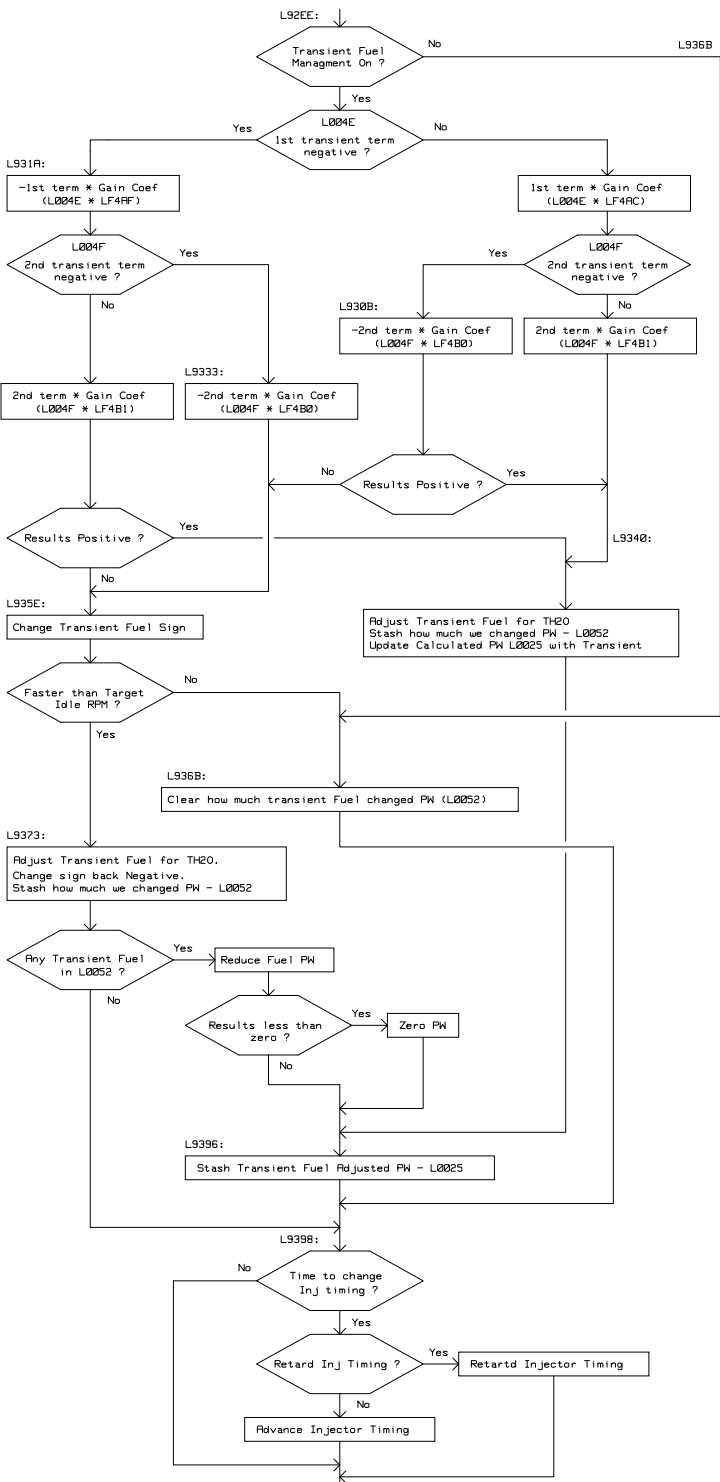 L92EE:
Transient Fuel
Managment On ?
No
L936B
Yes
L004E
1st transient term
negative ?
Yes
No
L931A:
-1st term * Gain Coef
(L004E * LF4AF)
1st term * Gain Coef
(L004E * LF4AC)
L004F
2nd transient term
negative ?
Yes
No
L004F
2nd transient term
negative ?
Yes
No
L930B:
-2nd term * Gain Coef
(L004F * LF4B0)
2nd term * Gain Coef
(L004F * LF4B1)
L9333:
2nd term * Gain Coef
(L004F * LF4B1)
-2nd term * Gain Coef
(L004F * LF4B0)
No
Results Positive ?
Yes
Results Positive ?
Yes
No
L9340:
L935E:
Change Transient Fuel Sign
Adjust Transient Fuel for TH20
Stash how much we changed PW - L0052
Update Calculated PW L0025 with Transient
Faster than Target
Idle RPM ?
No
Yes
L936B:
Clear how much transient Fuel changed PW (L0052)
L9373:
Adjust Transient Fuel for TH2O.
Change sign back Negative.
Stash how much we changed PW - L0052
Any Transient Fuel
in L0052 ?
Yes
No
Reduce Fuel PW
Results less than
zero ?
Yes
No
Zero PW
L9396:
Stash Transient Fuel Adjusted PW - L0025
L9398:
Time to change
Inj timing ?
No
Yes
Retard Inj Timing ?
Yes
No
Retartd Injector Timing
Advance Injector Timing